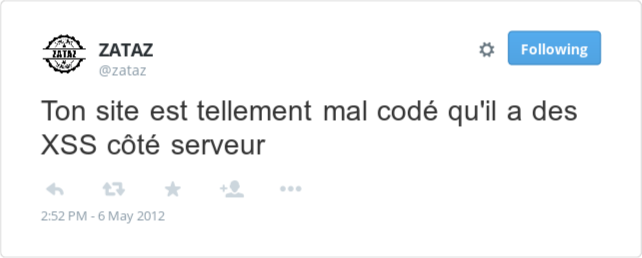 ZATAZ
ZATAZ
@zataz
Following
Ton site est tellement mal codé qu'il a des
XSS côté serveur
2:52 PM - 6 May 2012